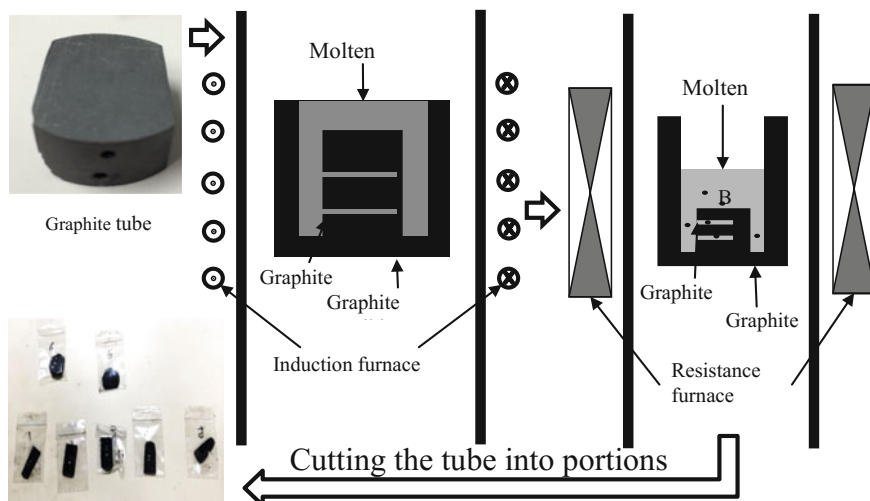 Molten
Graphite tube
Graphite
Graphite
Induction furnace
Molten
B
Graphite
Graphite
Resistance
furnace
Cutting the tube into portions